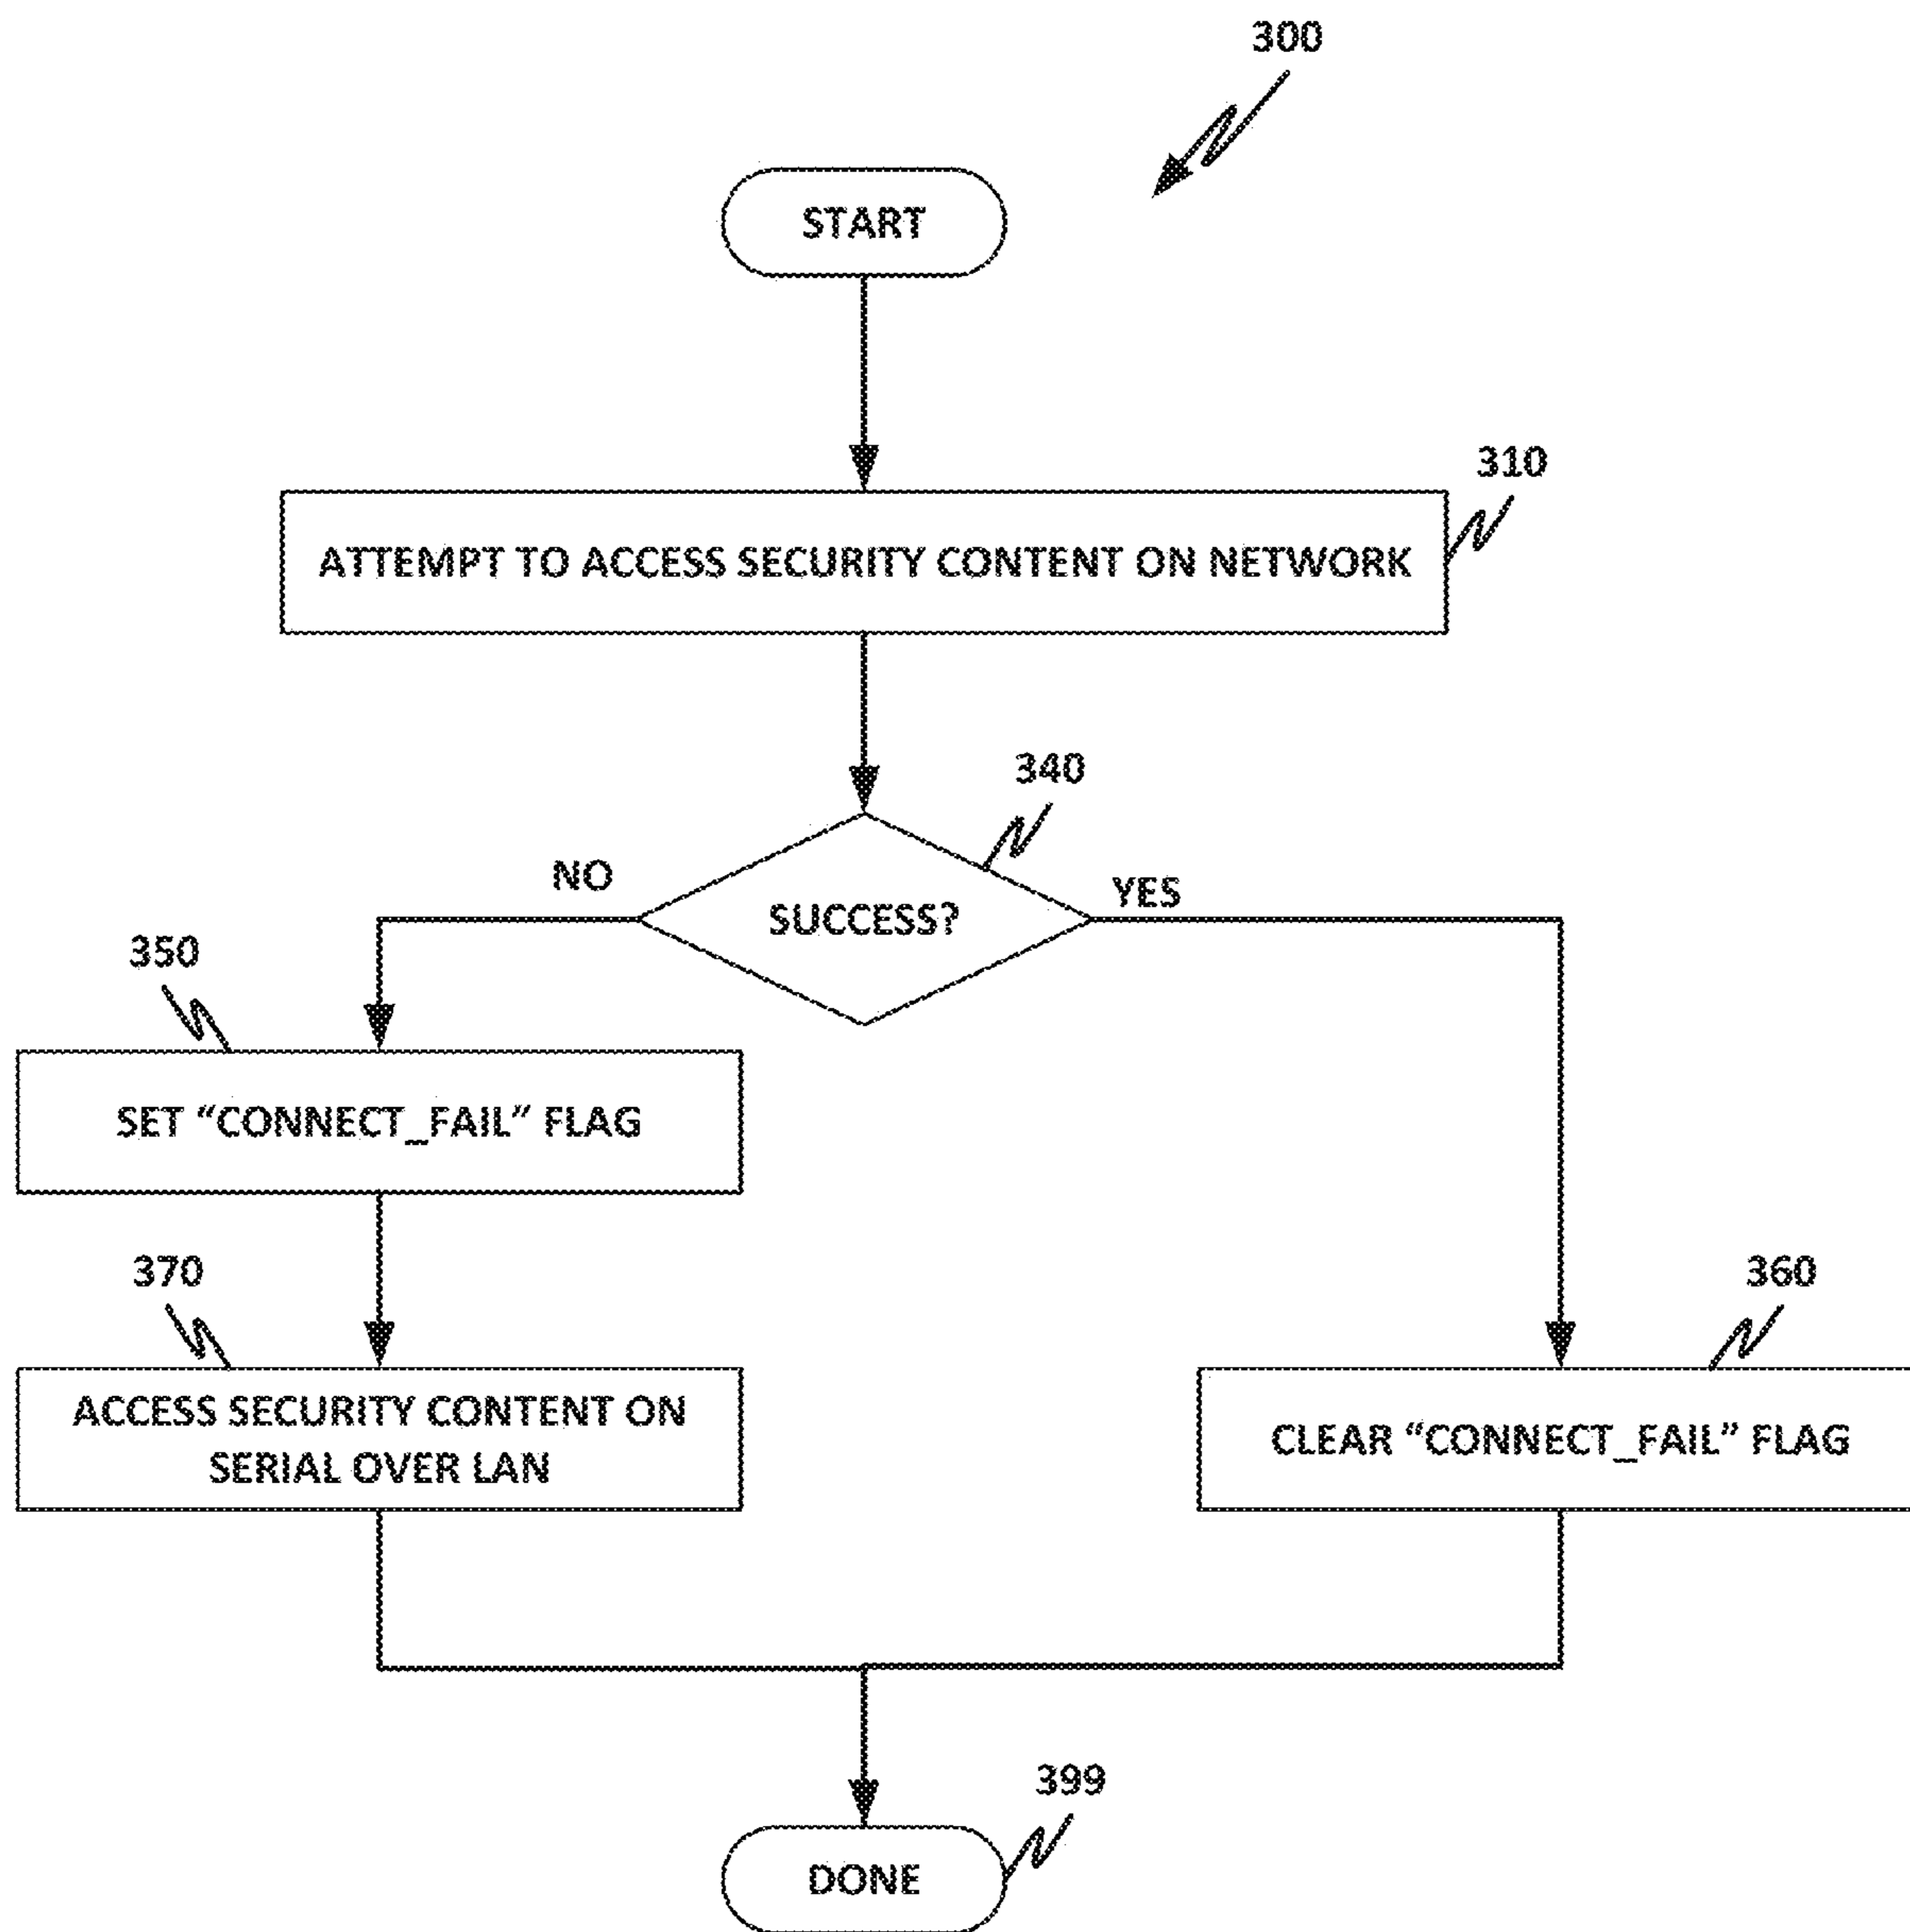 300
START
310
ATTEMPT TO ACCESS SECURITY CONTENT ON NETWORK
340
NO
YES
SUCCESS?
350
SET “CONNECT_FAIL” FLAG
370
360
ACCESS SECURITY CONTENT ON
SERIAL OVER LAN
CLEAR “CONNECT_FAIL” FLAG
399
DONE